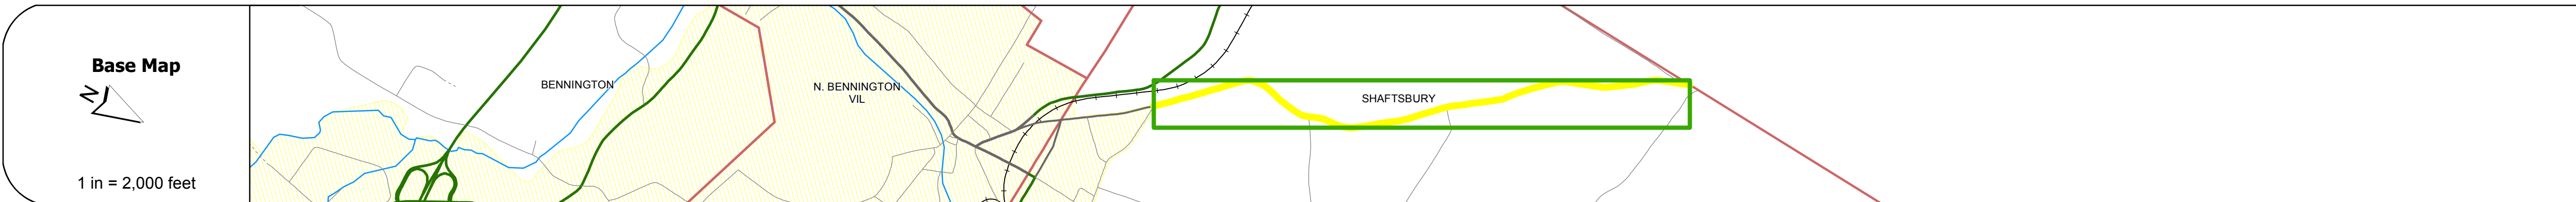 Base Map
N
1 in = 2,000 feet
BENNINGTON
N. BENNINGTON
VIL
SHAFTSBURY